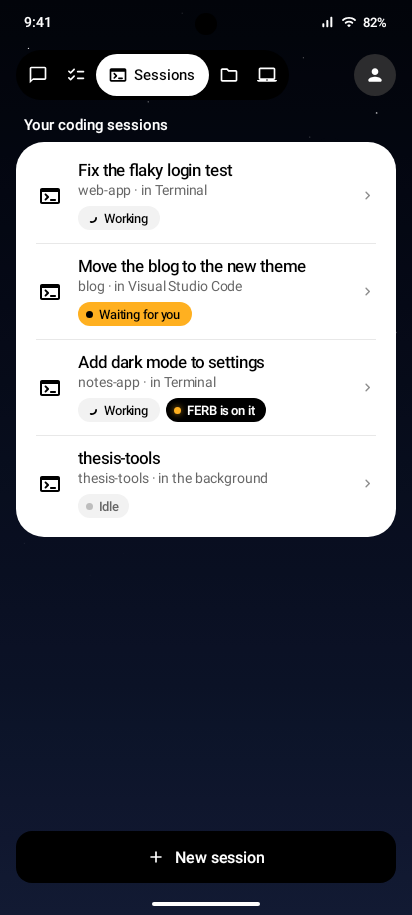 9:41
82%
Sessions
Your coding sessions
Fix the flaky login test
web-app · in Terminal
Working
Move the blog to the new theme
blog · in Visual Studio Code
Waiting for you
Add dark mode to settings
notes-app · in Terminal
Working
FERB is on it
thesis-tools
thesis-tools · in the background
Idle
New session